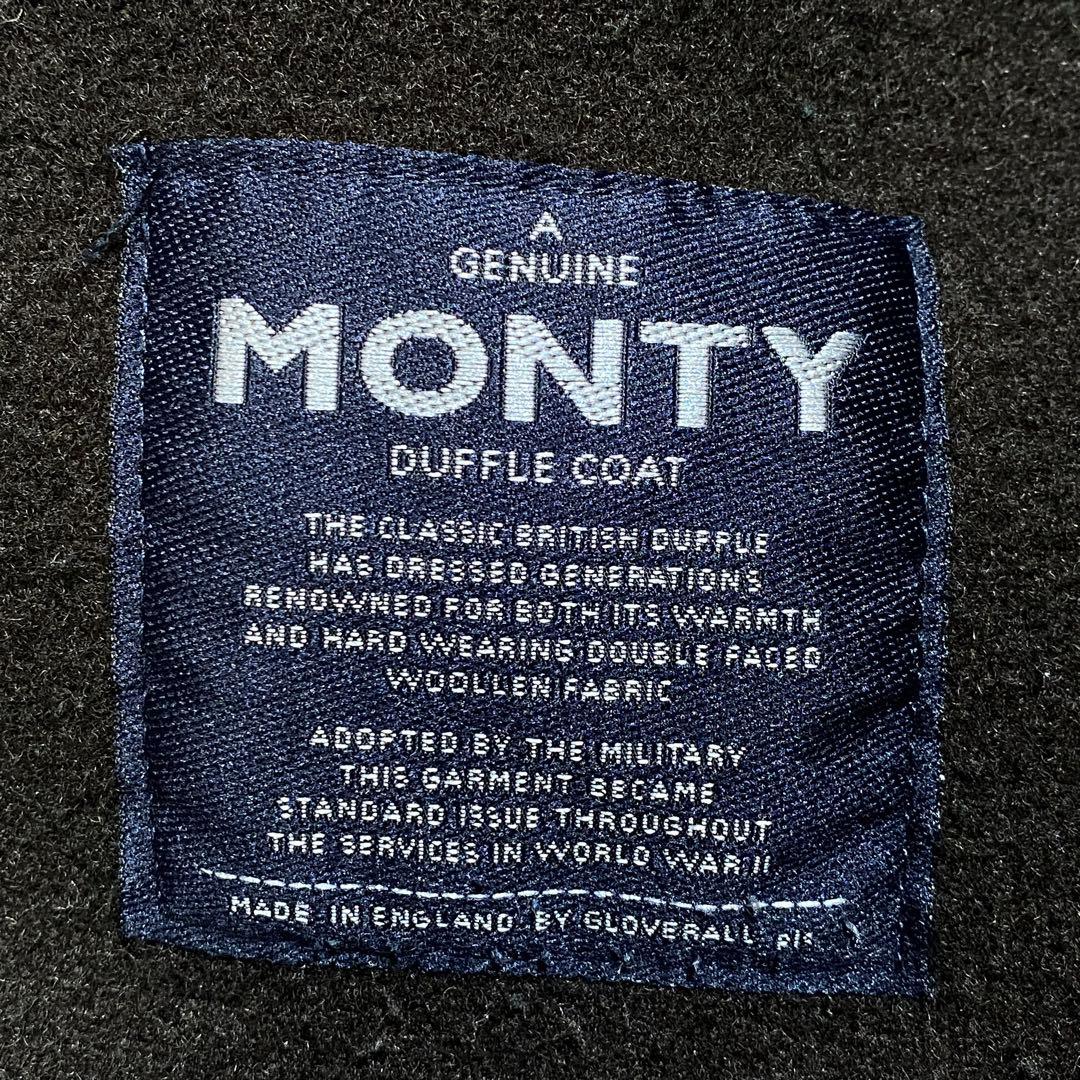 A
GENUINE
MONTY
DUFFLE COAT
THE CLASSIC BRITISH DUFFLE
HAS DRESSED GENERATIONS
RENOWNED FOR BOTH ITS WARMTH
AND HARD WEARING DOUBLE FACED
WOOLLEN FABRIC
ADOPTED BY THE MILITARY
THIS GARMENT BECAME
STANDARD ISSUE THROUGHOUT
THE SERVICES IN WORLD WAR II
MADE IN ENGLAND BY GLOVERALL plc